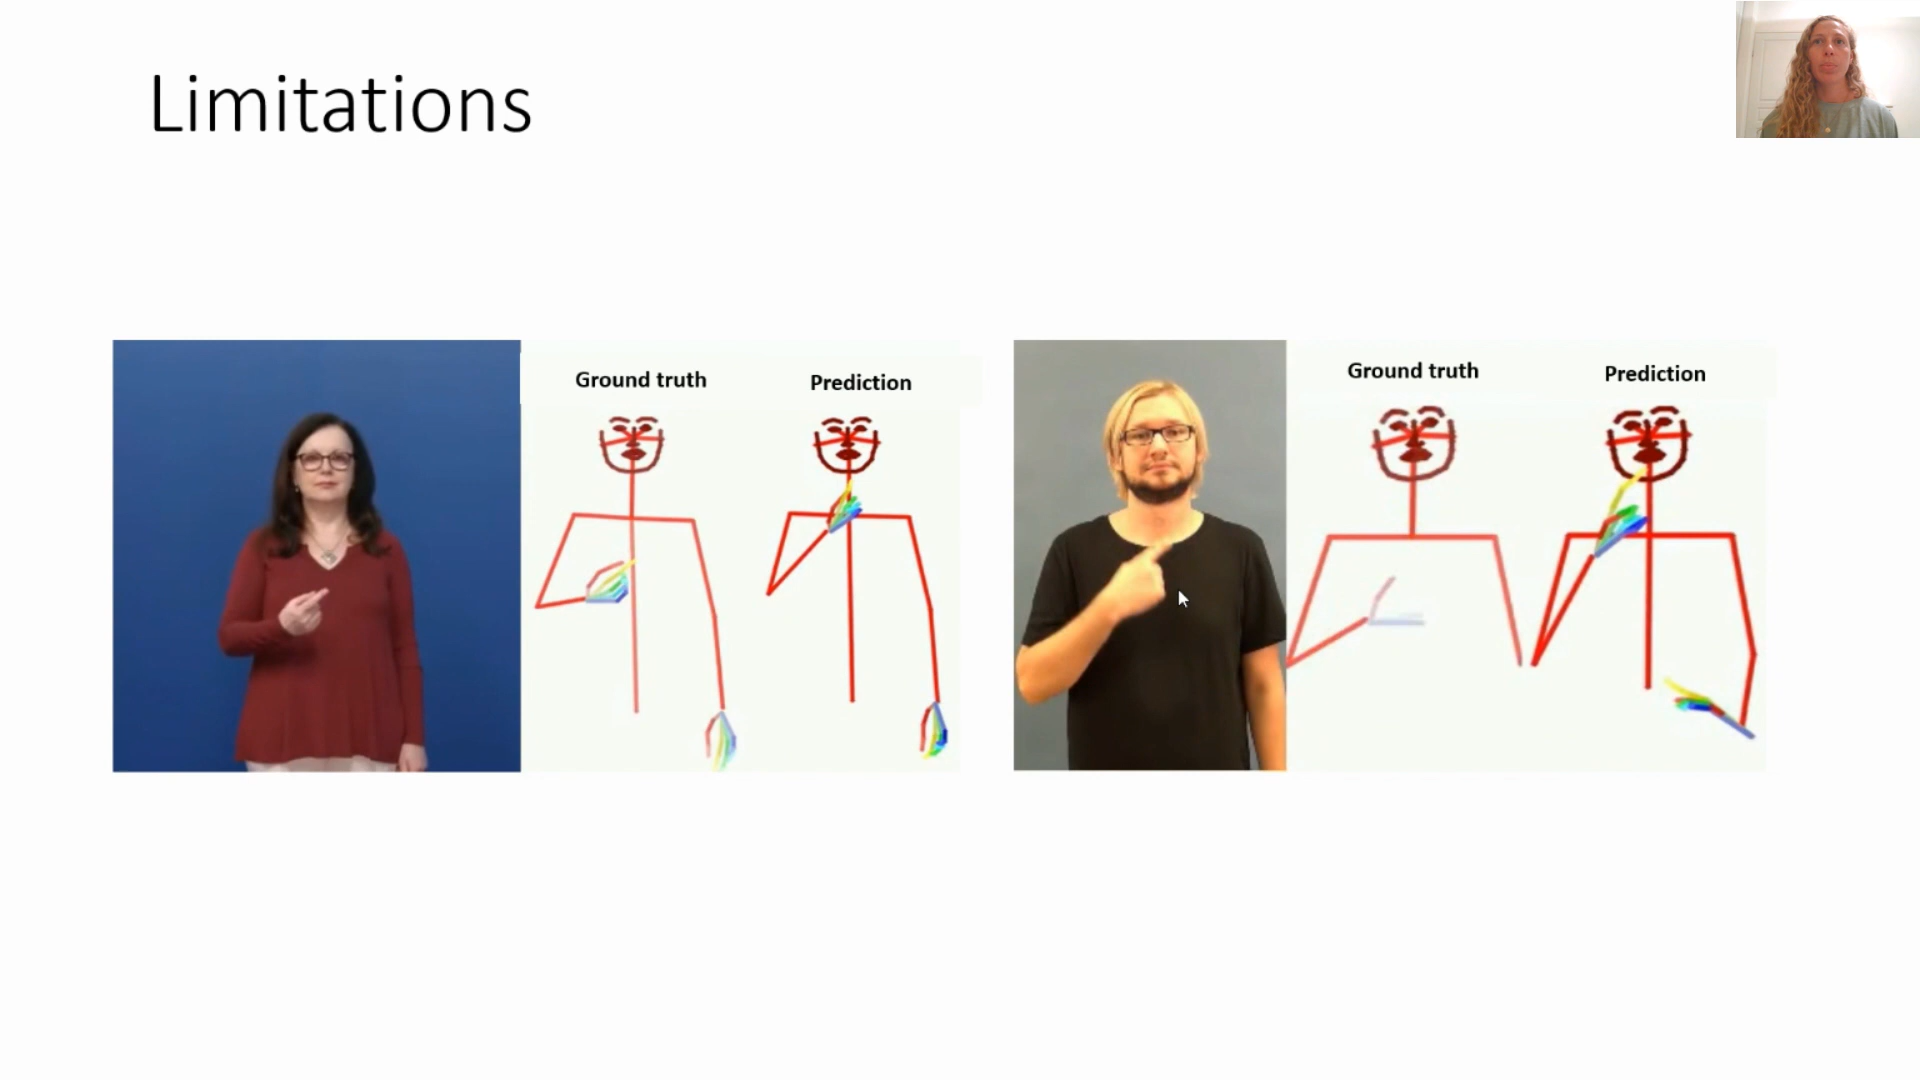 Limitations
Ground truth
Prediction
Ground truth
Prediction